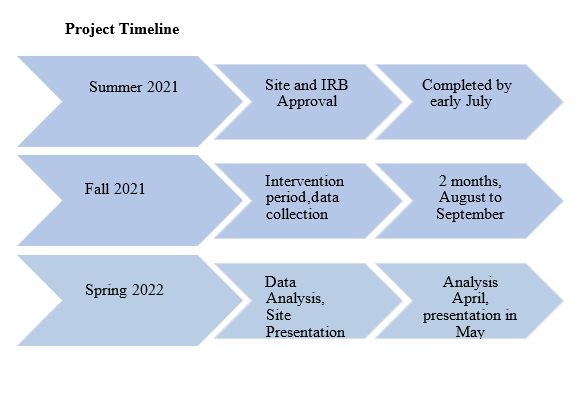 Project Timeline
Summer 2021
Site and IRB
Approval
Completed by
early July
Fall 2021
Intervention
period,data
collection
2 months,
August to
September
Spring 2022
Data
Analysis,
Site
Presentation
Analysis
April,
presentation in
May